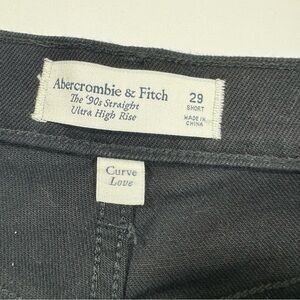 Abercrombie & Fitch
The '90s Straight
Ultra High Rise
29
SHORT
MADE IN
CHINA
Curve
Love